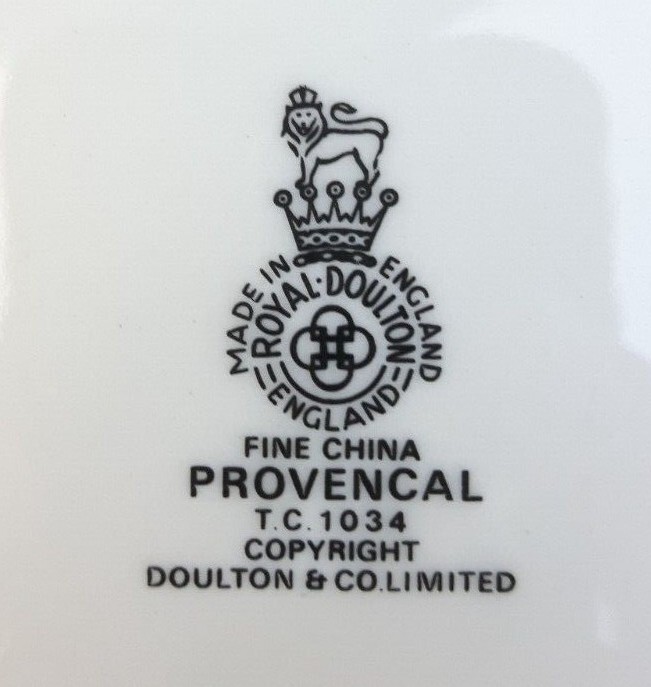 MADE IN ENGLAND
ROYAL·DOULTON
ENGLAND
FINE CHINA
PROVENCAL
T.C.1034
COPYRIGHT
DOULTON & CO.LIMITED